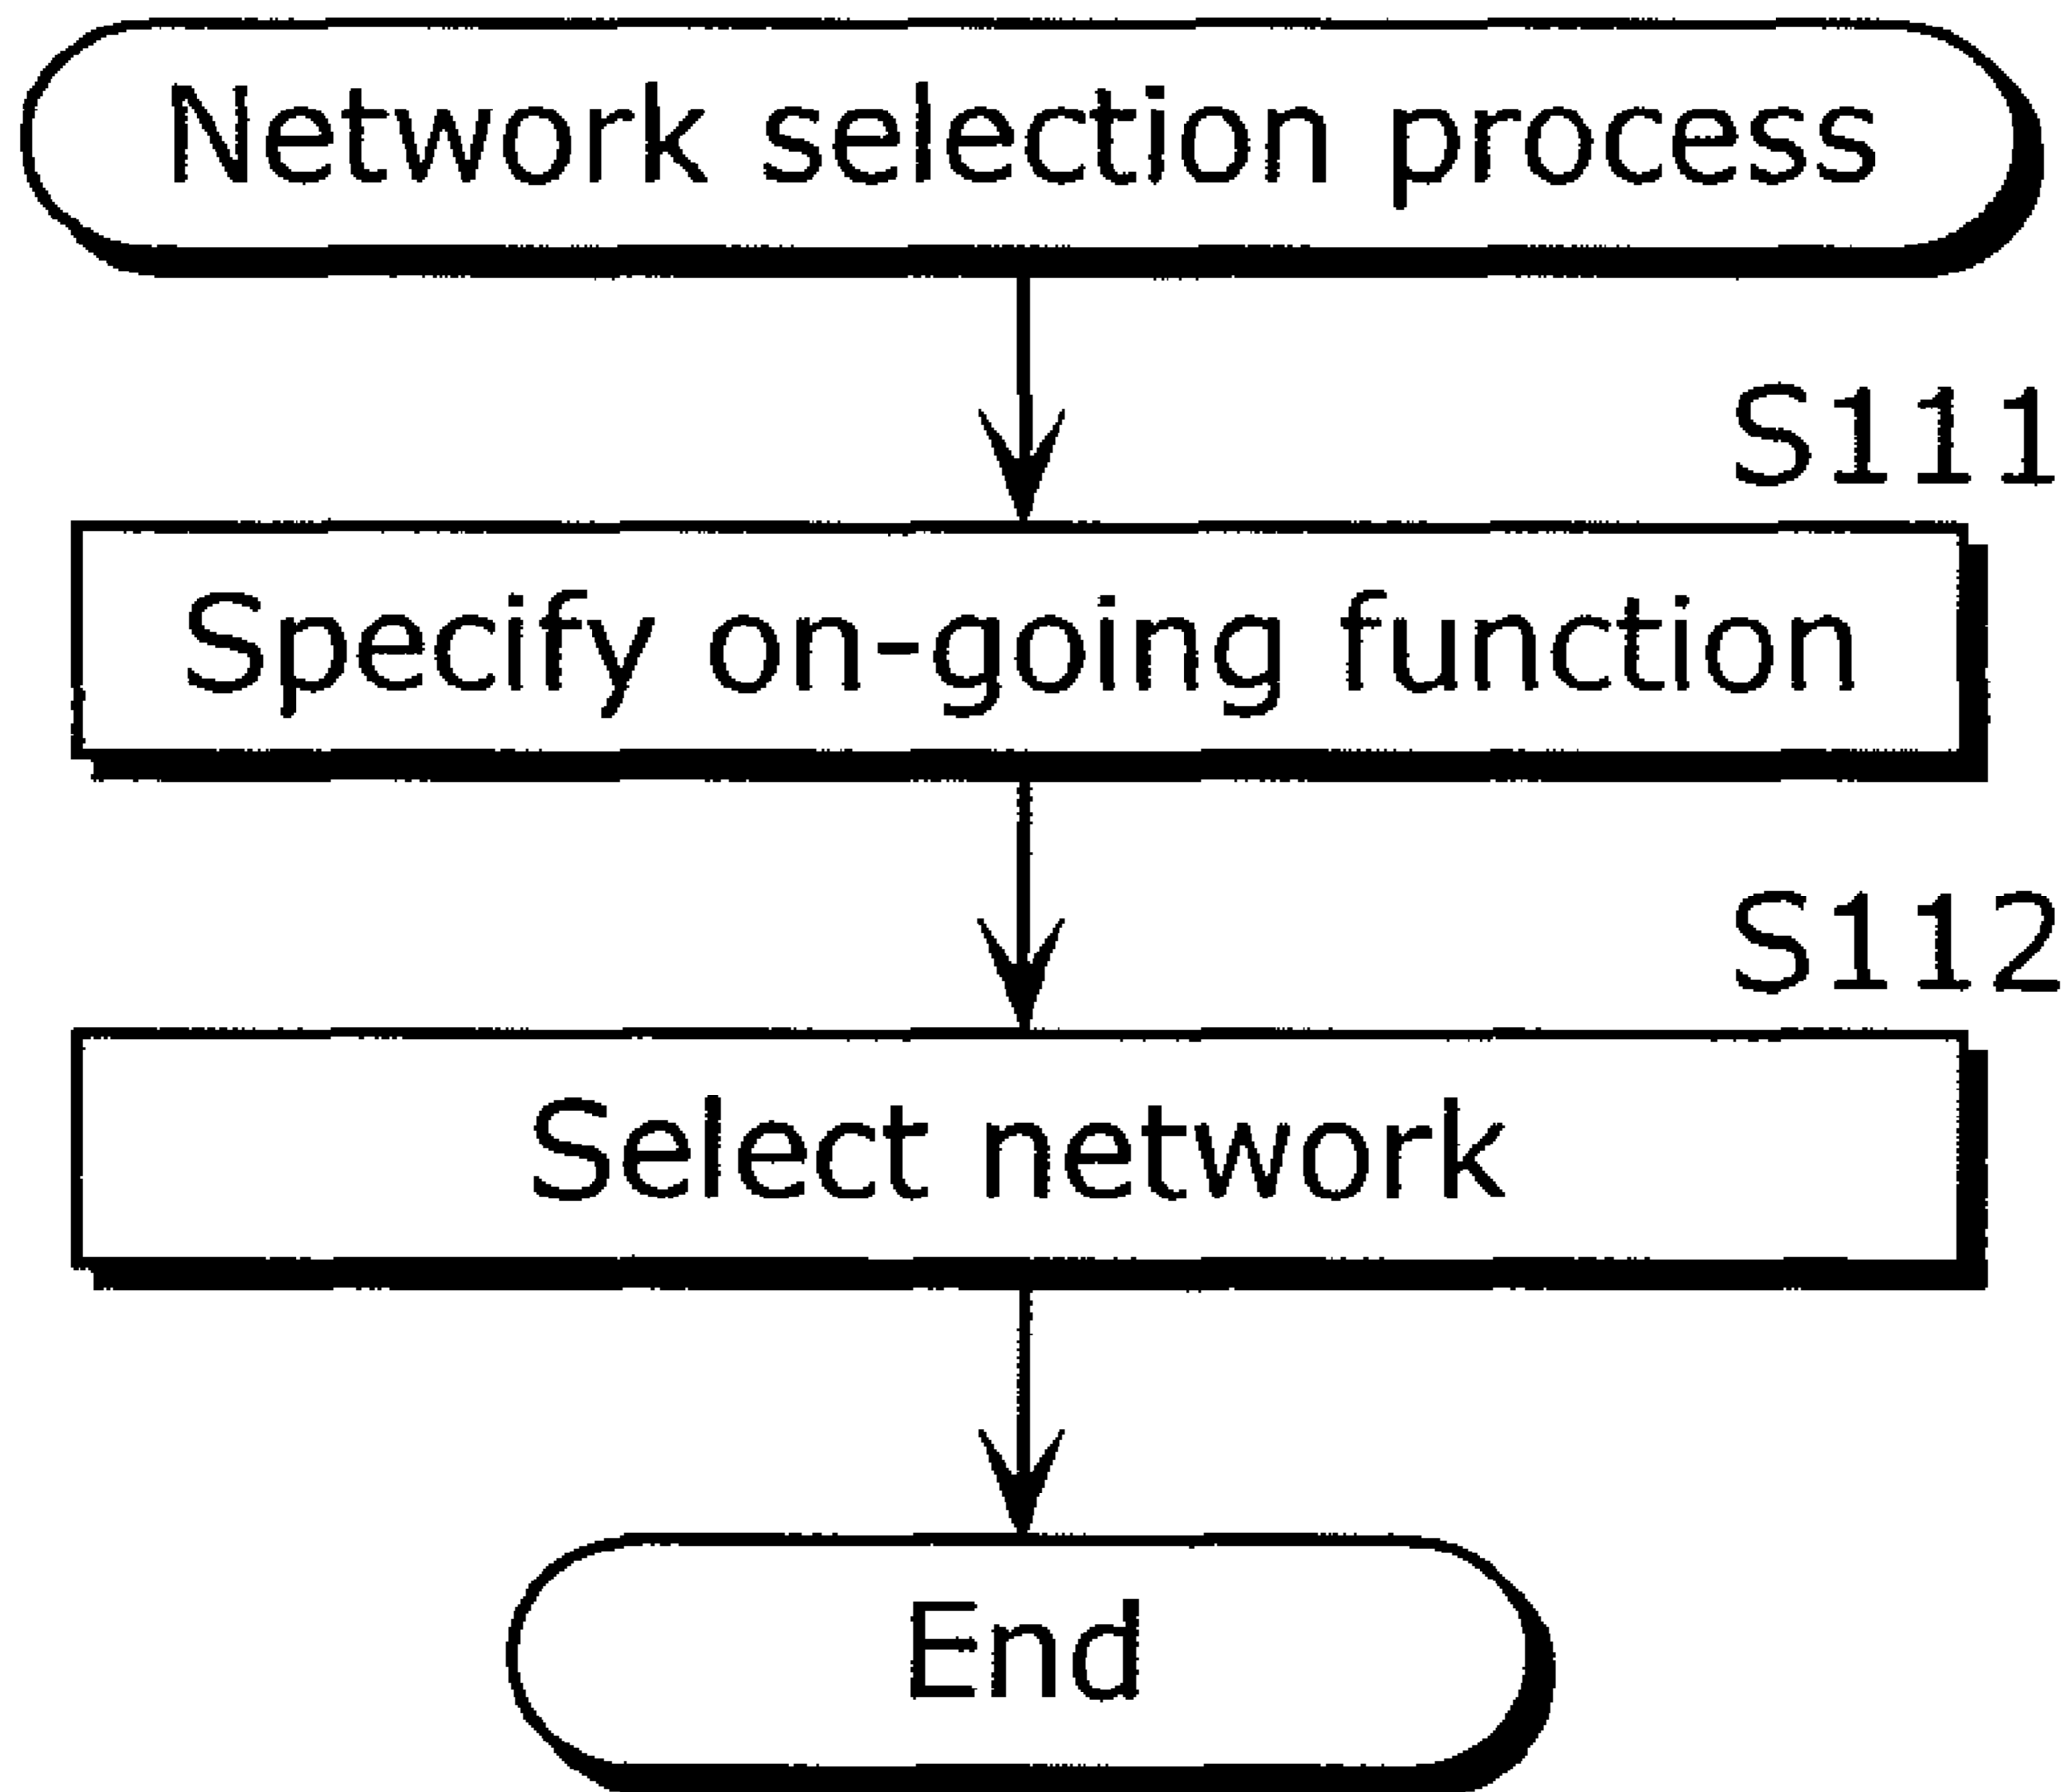 Network selection process
S111
Specify on-going function
S112
Select network
End